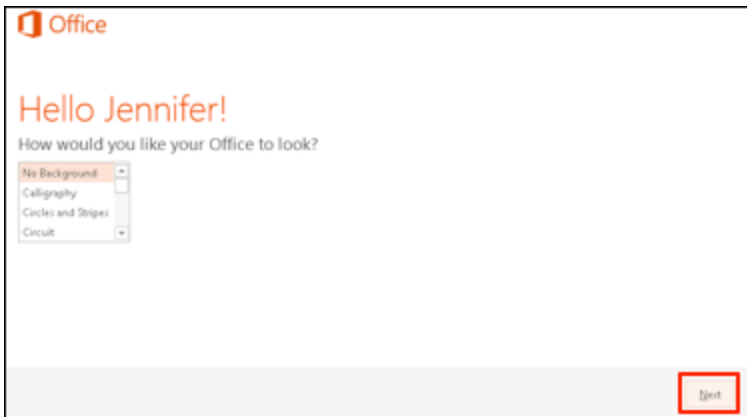 Office
Hello Jennifer!
How would you like your Office to look?
No Background
Calligraphy
Circles and Stripes
Circuit
Next